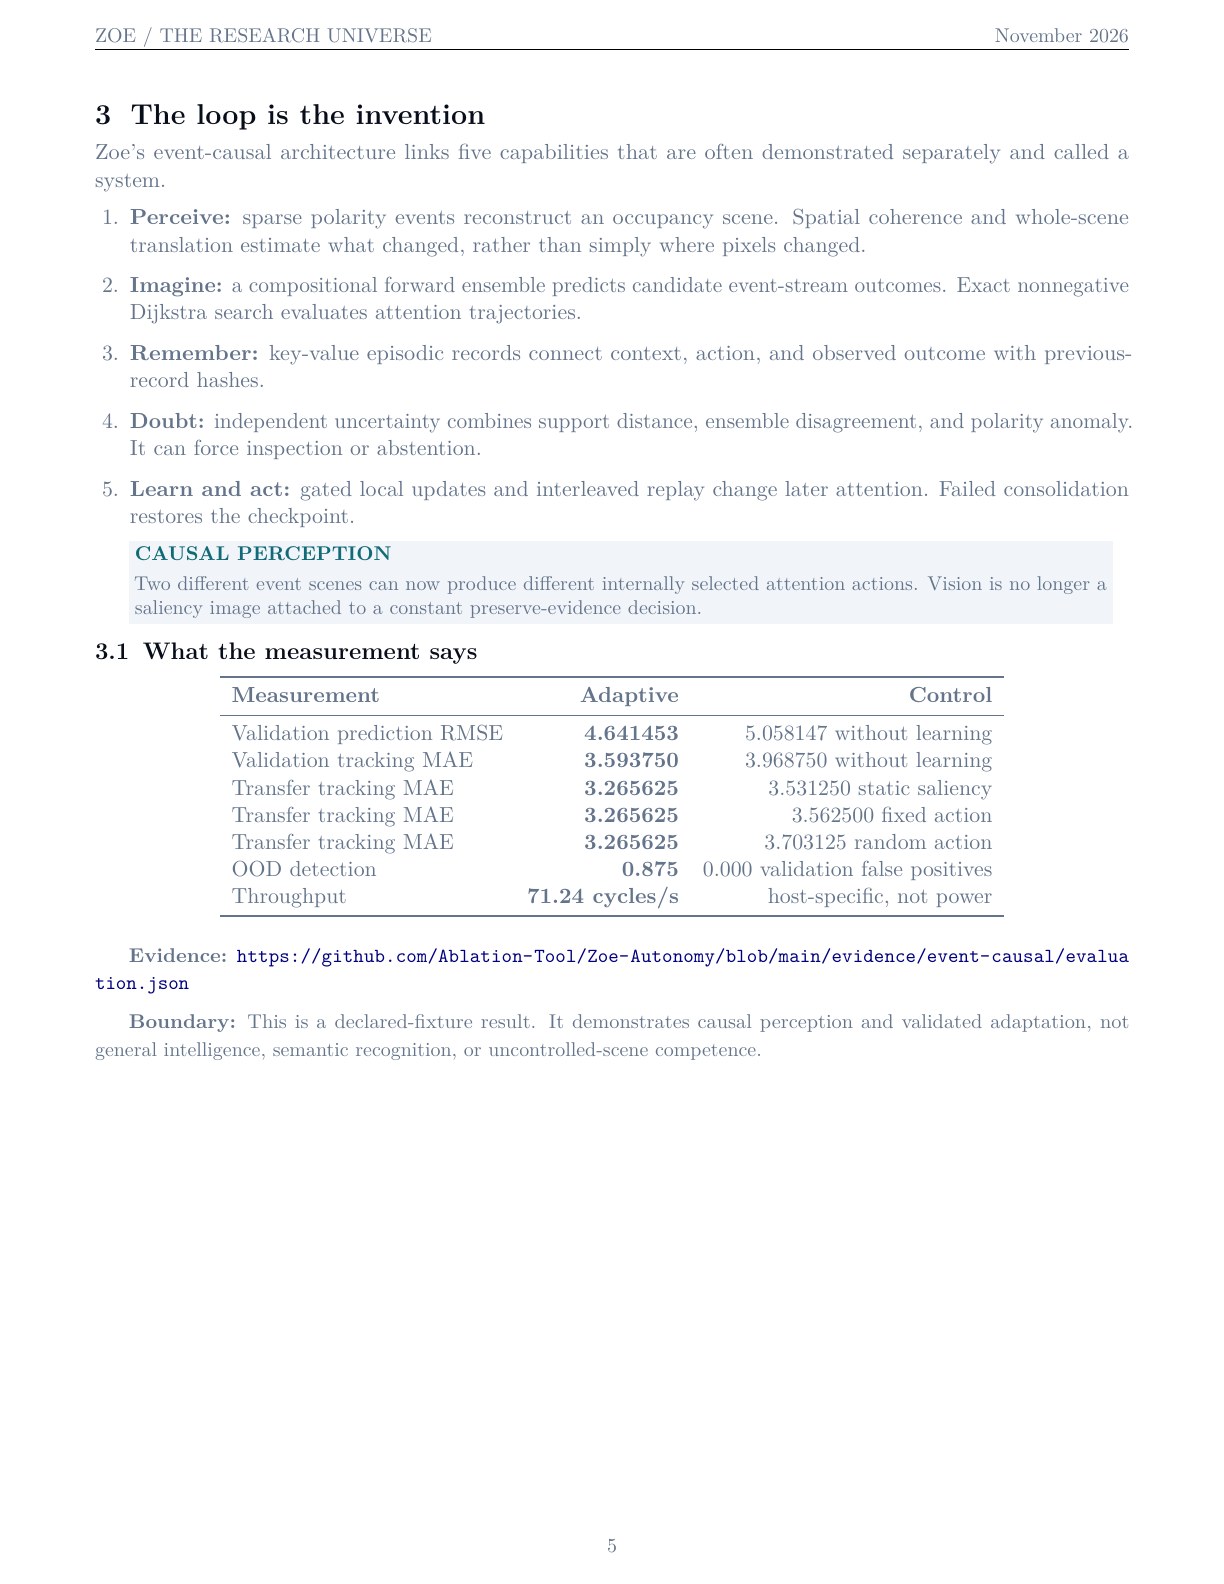 ZOE / THE RESEARCH UNIVERSE November 2026
3 The loop is the invention
Zoe's event-causal architecture links five capabilities that are often demonstrated separately and called a
system.
1. Perceive: sparse polarity events reconstruct an occupancy scene. Spatial coherence and whole-scene
translation estimate what changed, rather than simply where pixels changed.
2. Imagine: a compositional forward ensemble predicts candidate event-stream outcomes. Exact nonnegative
Dijkstra search evaluates attention trajectories.
3. Remember: key-value episodic records connect context, action, and observed outcome with previous-
record hashes.
4. Doubt: independent uncertainty combines support distance, ensemble disagreement, and polarity anomaly.
It can force inspection or abstention.
5. Learn and act: gated local updates and interleaved replay change later attention. Failed consolidation
restores the checkpoint.
CAUSAL PERCEPTION
Two different event scenes can now produce different internally selected attention actions. Vision is no longer a
saliency image attached to a constant preserve-evidence decision.
3.1 What the measurement says
Measurement Adaptive Control
Validation prediction RMSE 4.641453 5.058147 without learning
Validation tracking MAE 3.593750 3.968750 without learning
Transfer tracking MAE 3.265625 3.531250 static saliency
Transfer tracking MAE 3.265625 3.562500 fixed action
Transfer tracking MAE 3.265625 3.703125 random action
OOD detection 0.875 0.000 validation false positives
Throughput 71.24 cycles/s host-specific, not power
Evidence: https://github.com/Ablation-Tool/Zoe-Autonomy/blob/main/evidence/event-causal/evalua
tion.json
Boundary: This is a declared-fixture result. It demonstrates causal perception and validated adaptation, not
general intelligence, semantic recognition, or uncontrolled-scene competence.
5